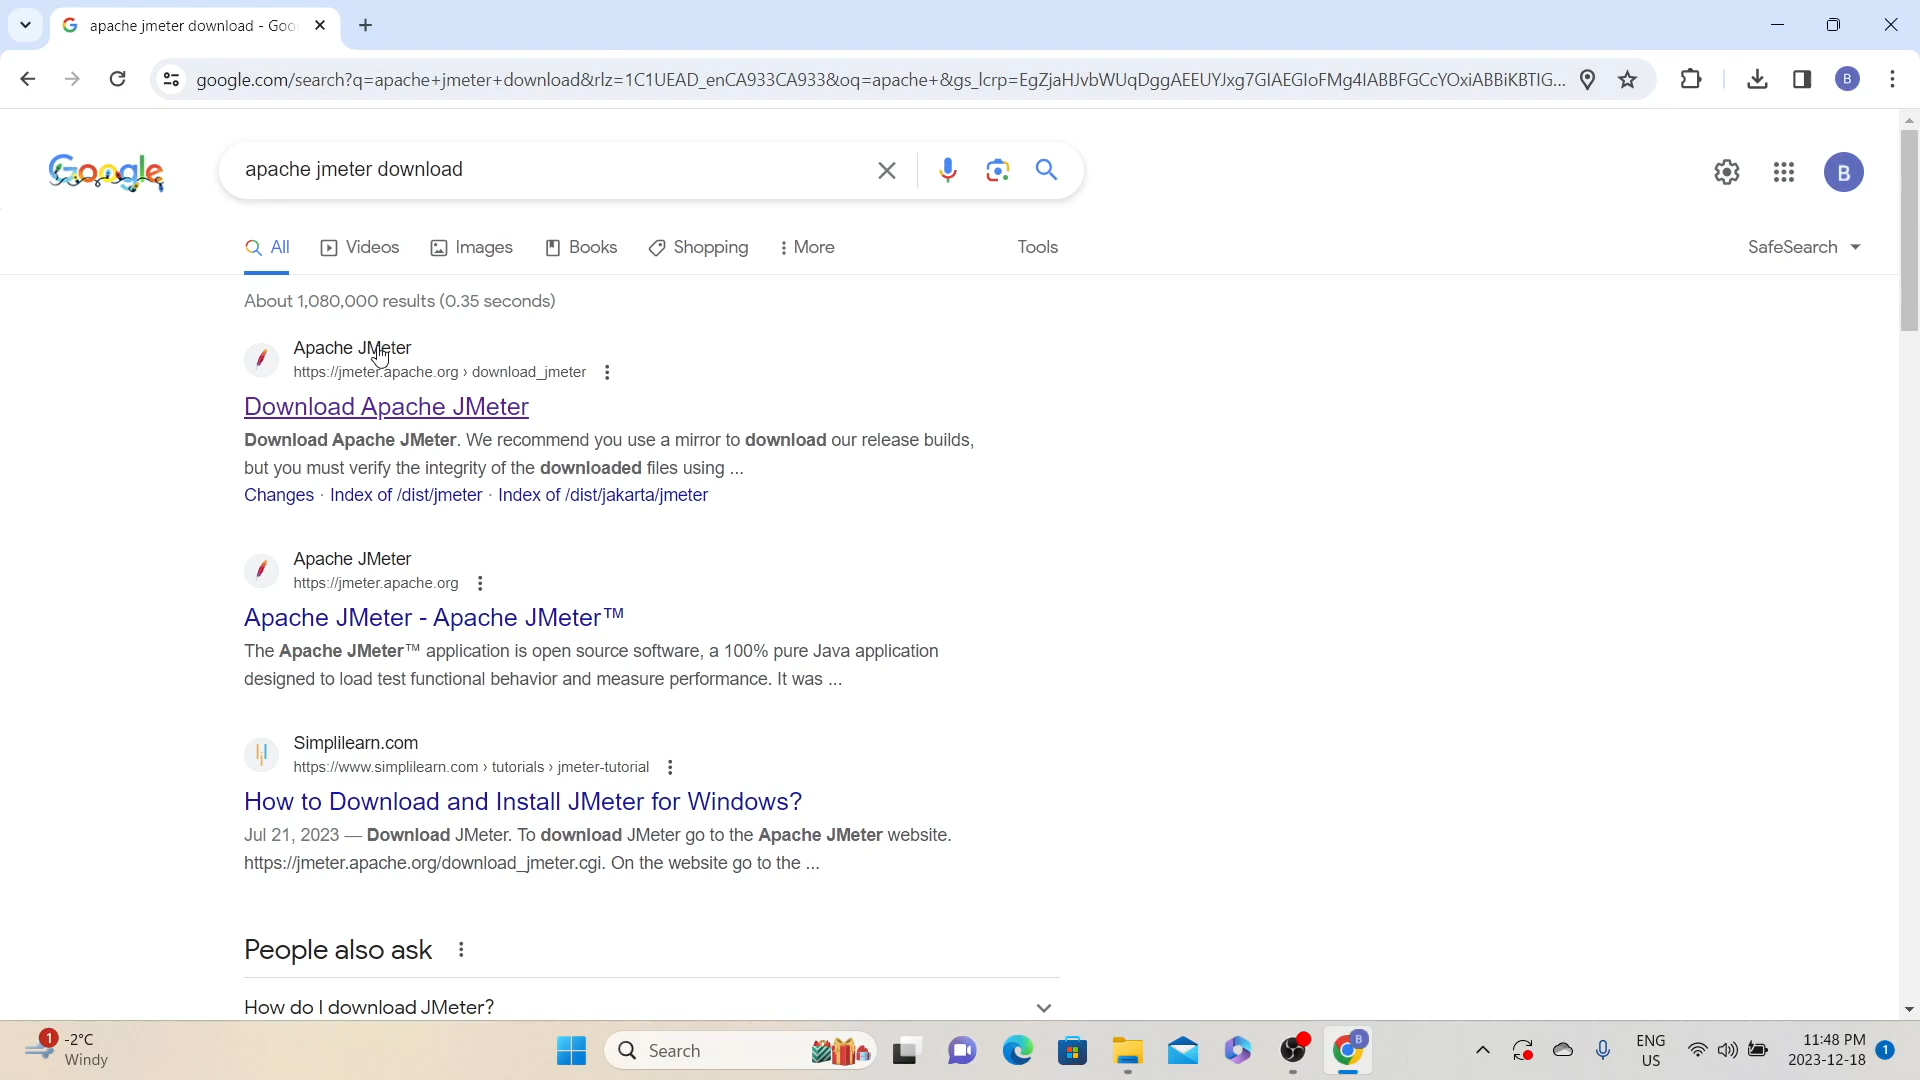 apache jmeter download - Goo
google.com/search?q=apache+jmeter+download&rlz=1C1UEAD_enCA933CA933&oq=apache+&gs_lcrp=EgZjaHJvbWUqDggAEEUYJxg7GIAEGIoFMg4IABBFGCcYOxiABBiKBTIG...
B
Google
apache jmeter download
B
All Videos Images Books Shopping More Tools SafeSearch
About 1,080,000 results (0.35 seconds)
Apache JMeter
https://jmeter.apache.org › download_jmeter
Download Apache JMeter
Download Apache JMeter. We recommend you use a mirror to download our release builds,
but you must verify the integrity of the downloaded files using ...
Changes · Index of /dist/jmeter · Index of /dist/jakarta/jmeter
Apache JMeter
https://jmeter.apache.org
Apache JMeter - Apache JMeter™
The Apache JMeter™ application is open source software, a 100% pure Java application
designed to load test functional behavior and measure performance. It was ...
Simplilearn.com
https://www.simplilearn.com › tutorials › jmeter-tutorial
How to Download and Install JMeter for Windows?
Jul 21, 2023 — Download JMeter. To download JMeter go to the Apache JMeter website.
https://jmeter.apache.org/download_jmeter.cgi. On the website go to the ...
People also ask
How do I download JMeter?
1 -2°C
Windy
Search
B
ENG
US
11:48 PM
2023-12-18
1